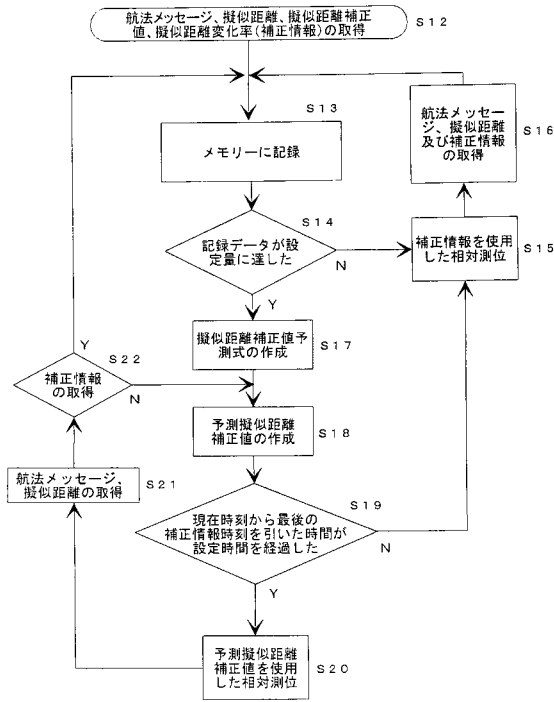 航法メッセージ、擬似距離、擬似距離補正
値、擬似距離変化率(補正情報)の取得
S12
S13
メモリーに記録
S14
記録データが設
定量に達した
N
Y
航法メッセー
ジ、擬似距離
及び補正情報
の取得
S16
補正情報を使用
した相対測位
S15
擬似距離補正値予
測式の作成
S17
Y
S22
補正情報
の取得
N
予測擬似距離
補正値の作成
S18
航法メッセージ、
擬似距離の取得
S21
S19
現在時刻から最後の
補正情報時刻を引いた時間が
設定時間を経過した
N
Y
予測擬似距離
補正値を使用
した相対測位
S20